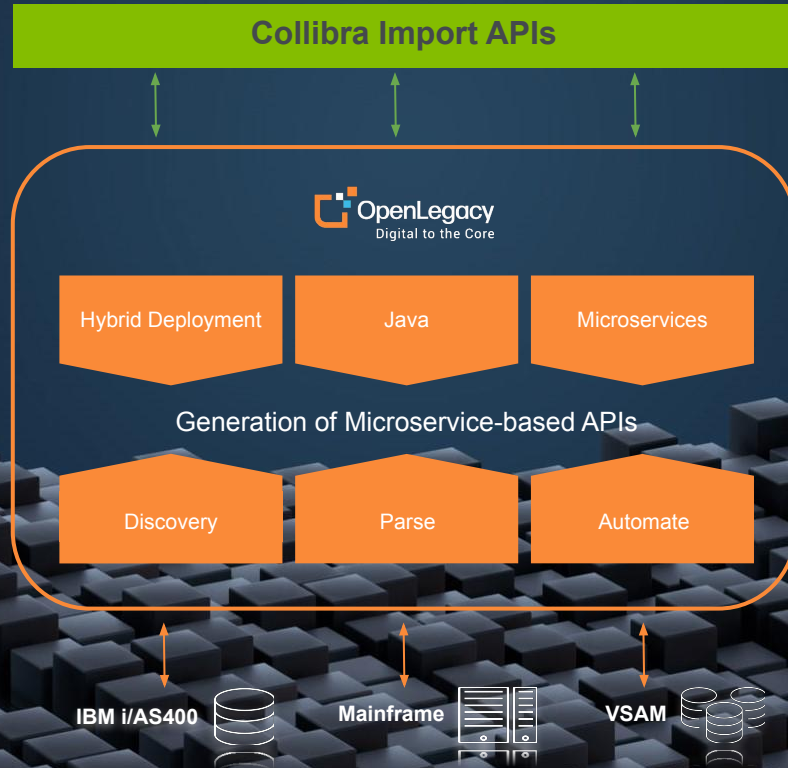 Collibra Import APIs
OpenLegacy
Digital to the Core
Hybrid Deployment
Java
Microservices
Generation of Microservice-based APIs
Discovery
Parse
Automate
IBM i/AS400
Mainframe
VSAM